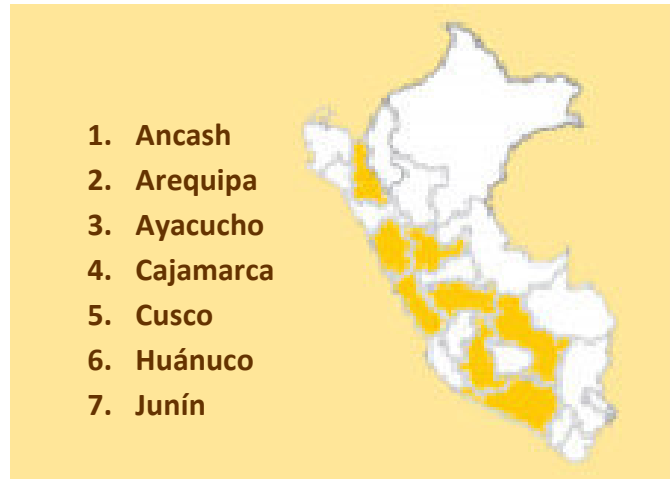 1. Ancash
2. Arequipa
3. Ayacucho
4. Cajamarca
5. Cusco
6. Huánuco
7. Junín